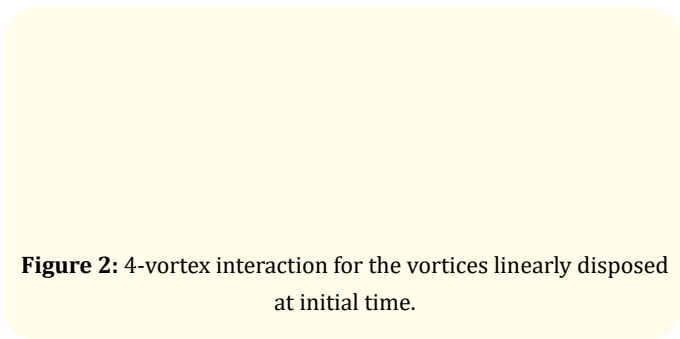 Figure 2: 4-vortex interaction for the vortices linearly disposed
at initial time.